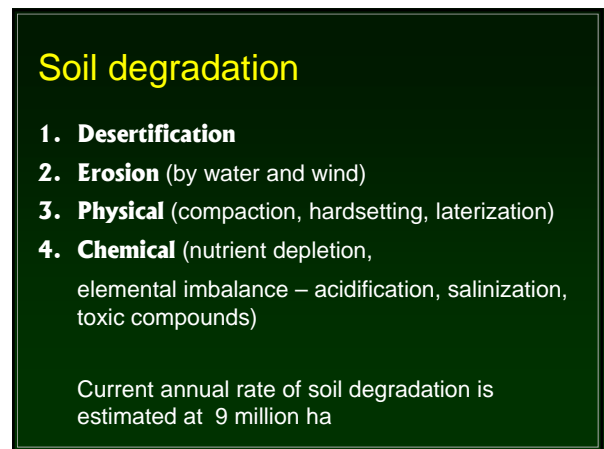 Soil degradation
1. Desertification
2. Erosion (by water and wind)
3. Physical (compaction, hardsetting, laterization)
4. Chemical (nutrient depletion,
elemental imbalance – acidification, salinization,
toxic compounds)
Current annual rate of soil degradation is
estimated at 9 million ha